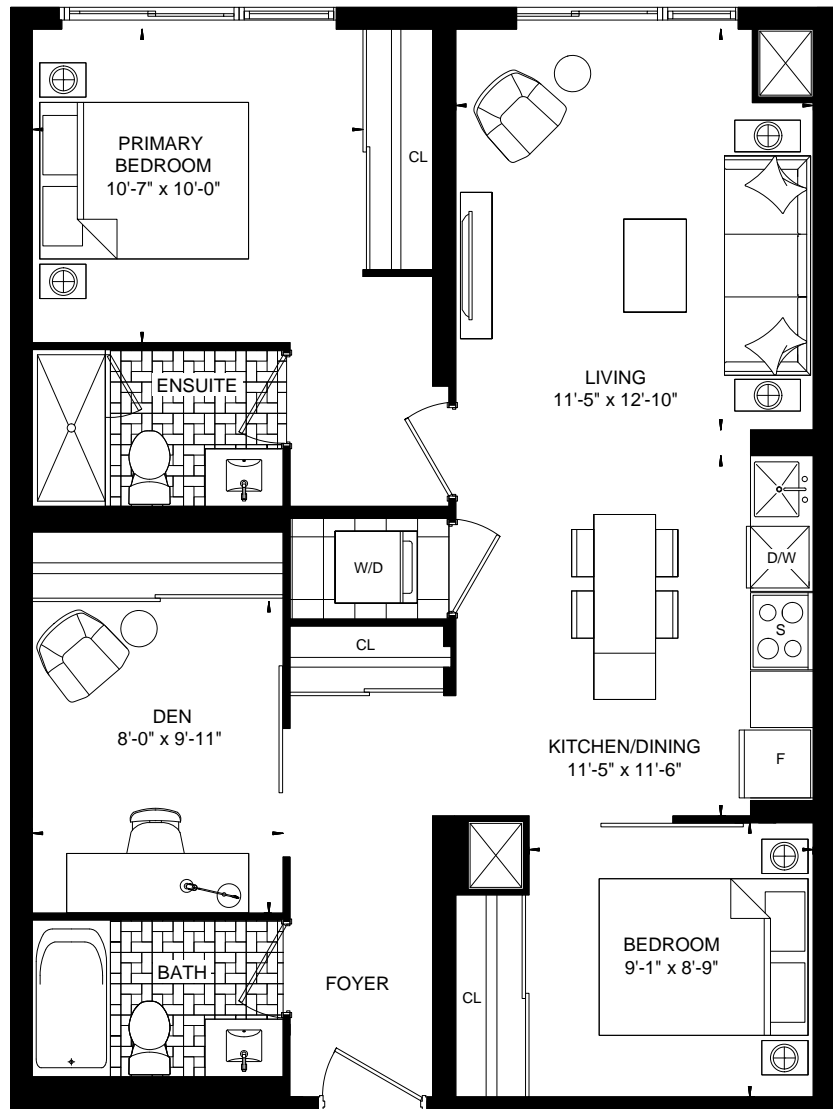 PRIMARY
BEDROOM
10'-7" x 10'-0"
CL
ENSUITE
LIVING
11'-5" x 12'-10"
W/D
D/W
S
CL
DEN
8'-0" x 9'-11"
KITCHEN/DINING
11'-5" x 11'-6"
F
BATH
FOYER
CL
BEDROOM
9'-1" x 8'-9"